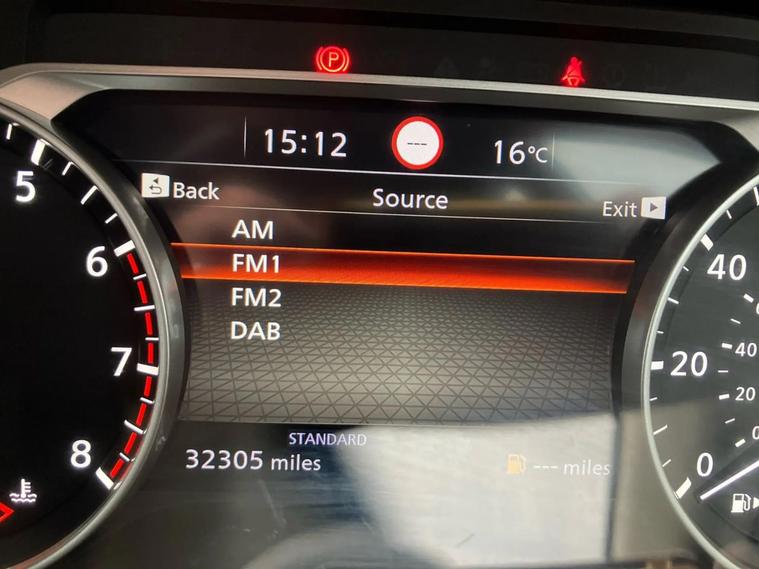 P
15:12 --- 16°C
Back Source Exit
AM
FM1
FM2
DAB
STANDARD
32305 miles --- miles
5
6
7
8
40
20
0
40
20
0